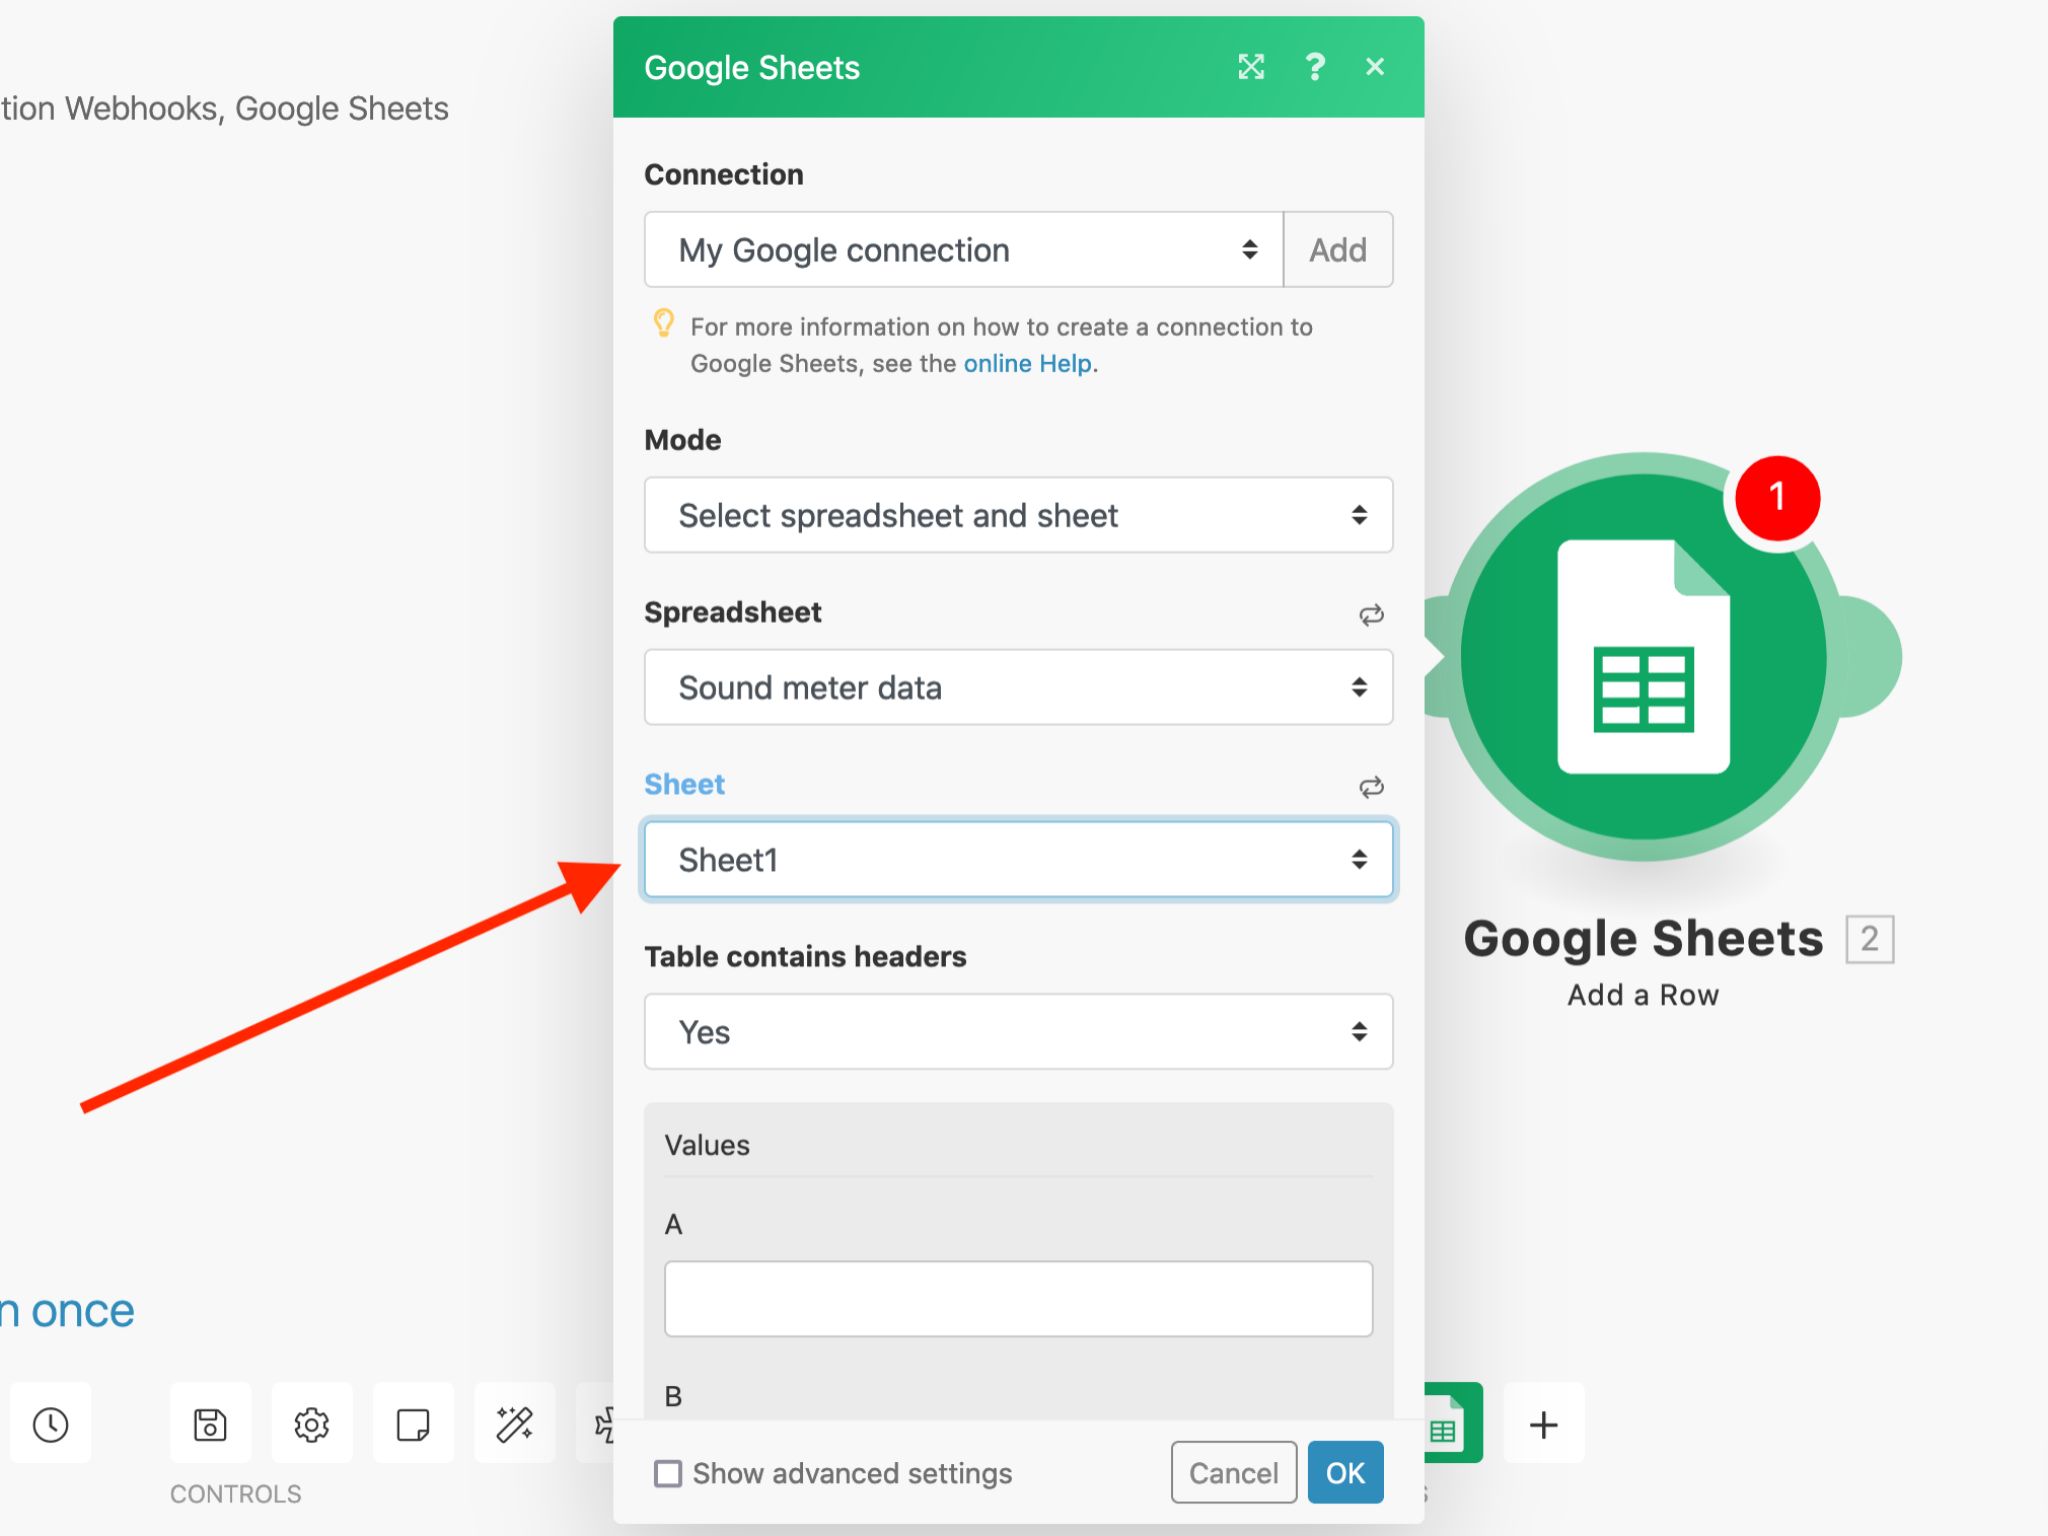 Google Sheets ? ×
tion Webhooks, Google Sheets
Connection
My Google connection Add
For more information on how to create a connection to
Google Sheets, see the online Help.
Mode
Select spreadsheet and sheet
Spreadsheet
Sound meter data
Sheet
Sheet1
Table contains headers
Yes
Values
A
B
1
Google Sheets 2
Add a Row
n once
CONTROLS
Show advanced settings Cancel OK